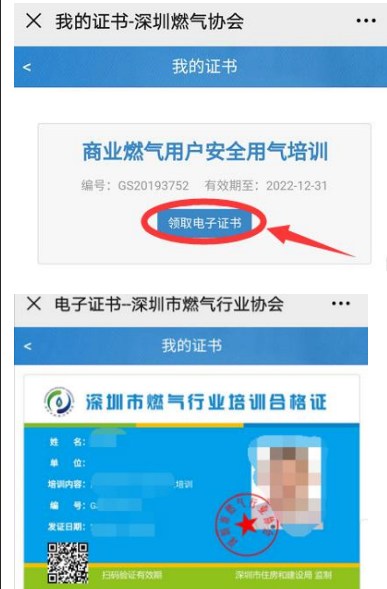 我的证书-深圳燃气协会
<
我的证书
商业燃气用户安全用气培训
编号：GS20193752 有效期至：2022-12-31
领取电子证书
电子证书--深圳市燃气行业协会
<
我的证书
深圳市燃气行业培训合格证
姓 名：
单 位：
培训内容： 培训
编 号：G
发证日期：
扫码验证有效期 深圳市住房和建设局 监制